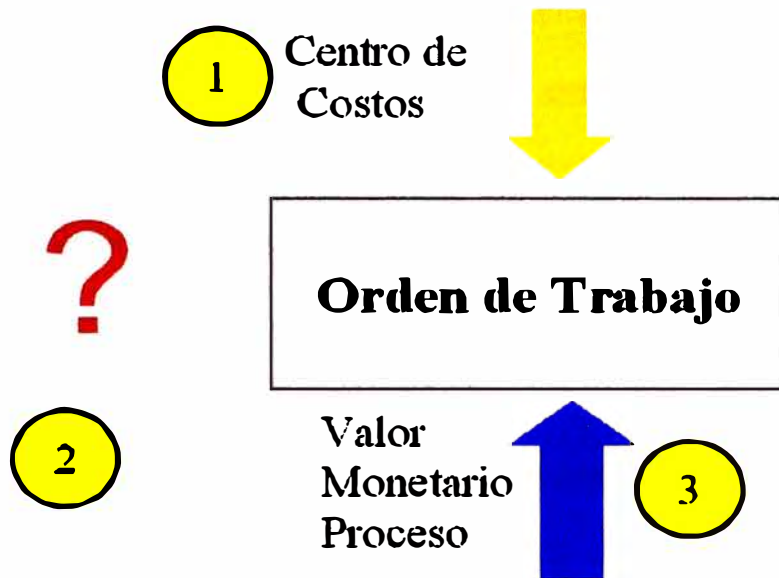 1
Centro de
Costos
?
Orden de Trabajo
2
Valor
Monetario
Proceso
3